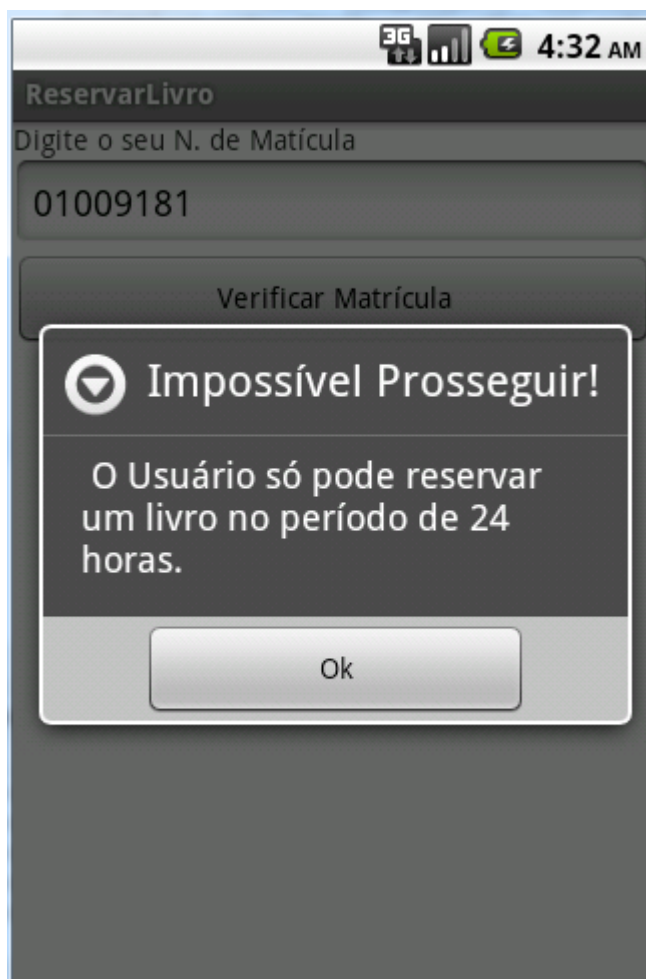 3G 4:32 AM
ReservarLivro
Digite o seu N. de Matícula
01009181
Verificar Matrícula
Impossível Prosseguir!
O Usuário só pode reservar
um livro no período de 24
horas.
Ok